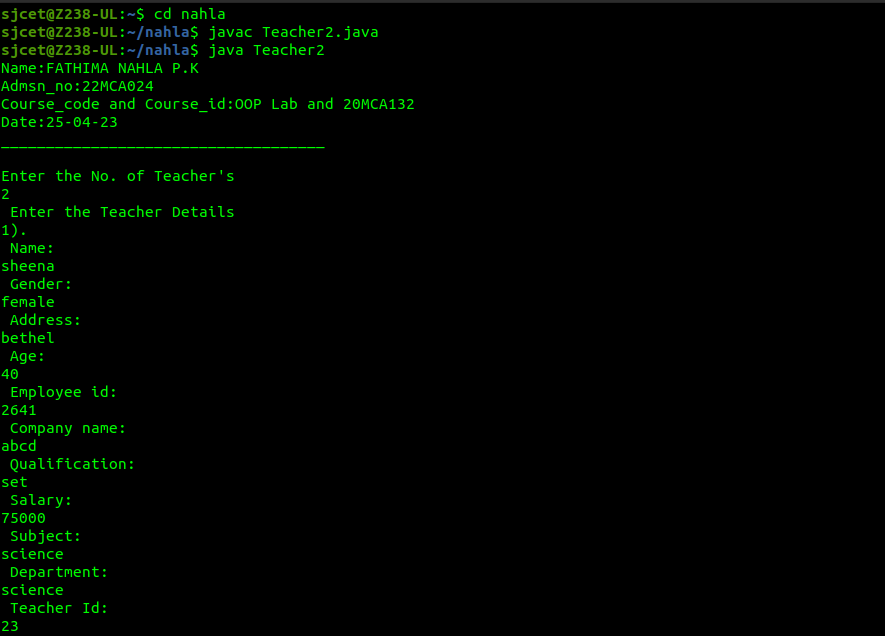 sjcet@Z238-UL:~$ cd nahla
sjcet@Z238-UL:~/nahla$ javac Teacher2.java
sjcet@Z238-UL:~/nahla$ java Teacher2
Name:FATHIMA NAHLA P.K
Admsn_no:22MCA024
Course_code and Course_id:OOP Lab and 20MCA132
Date:25-04-23
____________________________________
Enter the No. of Teacher's
2
 Enter the Teacher Details
1).
 Name:
sheena
 Gender:
female
 Address:
bethel
 Age:
40
 Employee id:
2641
 Company name:
abcd
 Qualification:
set
 Salary:
75000
 Subject:
science
 Department:
science
 Teacher Id:
23